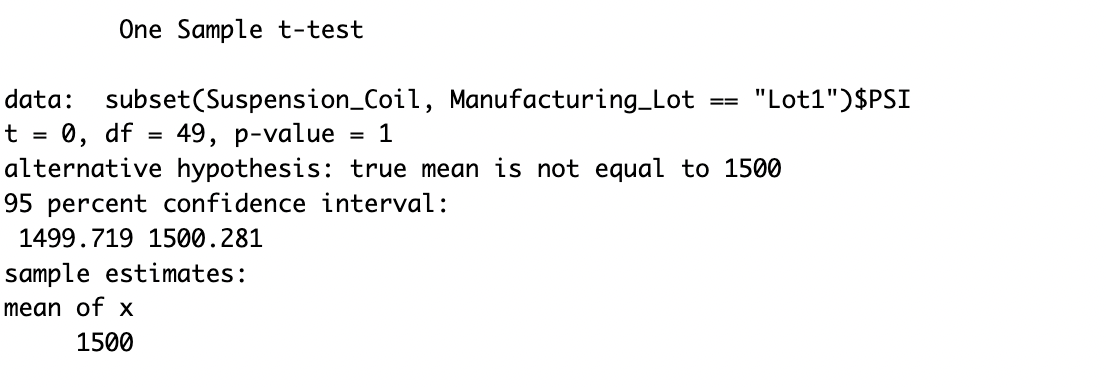 One Sample t-test
data:  subset(Suspension_Coil, Manufacturing_Lot == "Lot1")$PSI
t = 0, df = 49, p-value = 1
alternative hypothesis: true mean is not equal to 1500
95 percent confidence interval:
1499.719 1500.281
sample estimates:
mean of x
1500